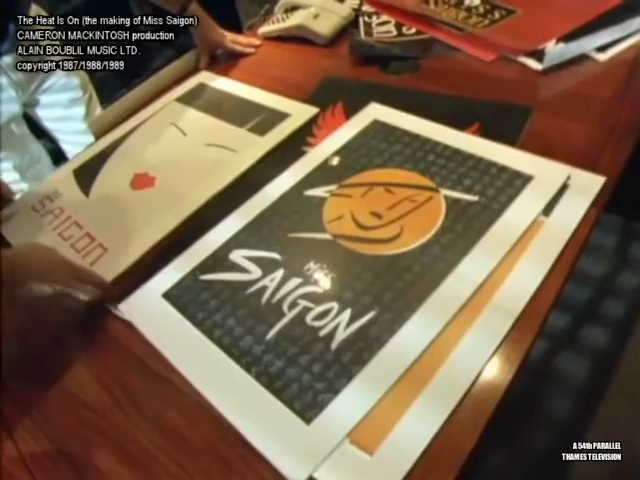 The Heat Is On (the making of Miss Saigon)
CAMERON MACKINTOSH production
ALAIN BOUBLIL MUSIC LTD.
copyright 1987/1988/1989
SAIGON
MISS
SAIGON
A 54th PARALLEL
THAMES TELEVISION